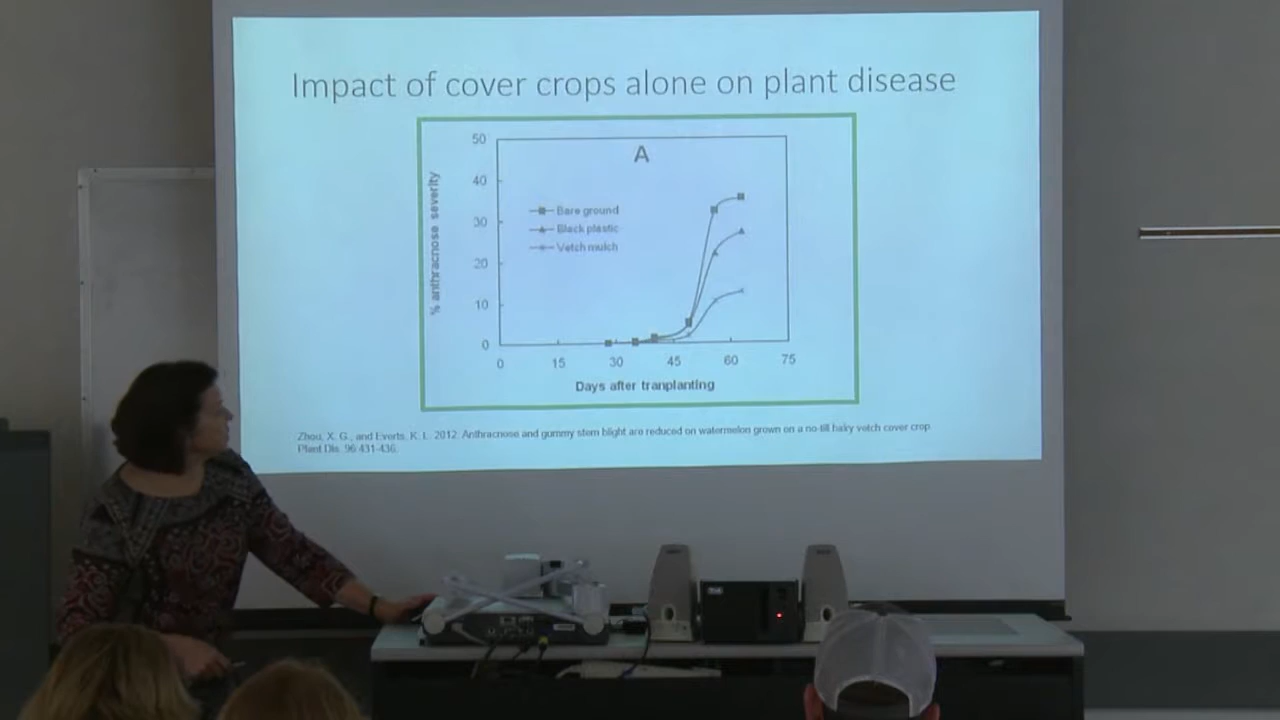 Impact of cover crops alone on plant disease
50
A
40
30
20
10
0
% anthracnose severity
Bare ground
Black plastic
Vetch mulch
0 15 30 45 60 75
Days after tranplanting
Zhou, X. G., and Everts, K. L. 2012. Anthracnose and gummy stem blight are reduced on watermelon grown on a no-till hairy vetch cover crop.
Plant Dis. 96:431-436.